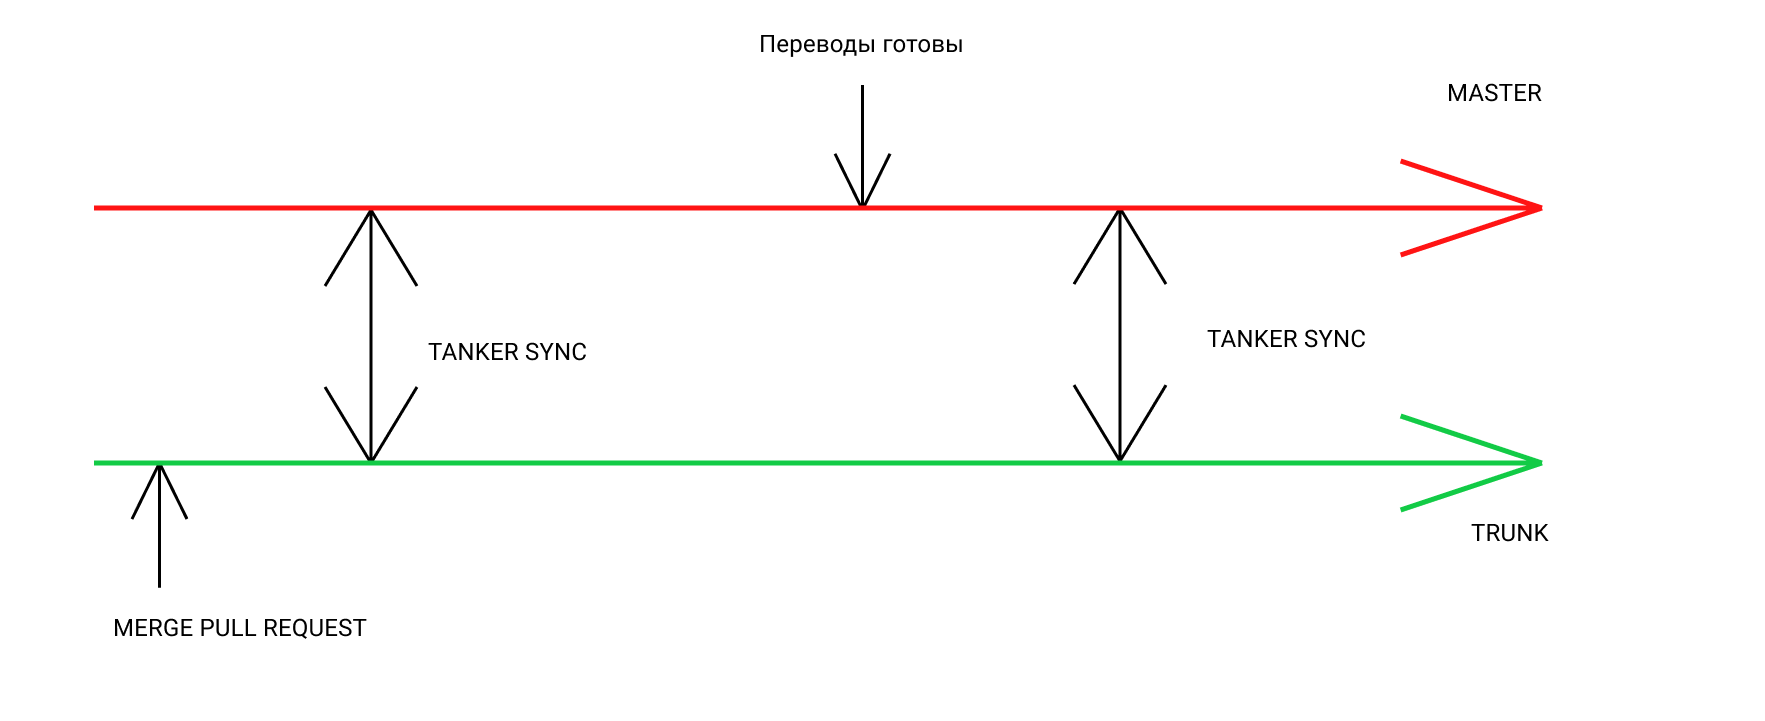 Переводы готовы
MASTER
TANKER SYNC
TANKER SYNC
TRUNK
MERGE PULL REQUEST